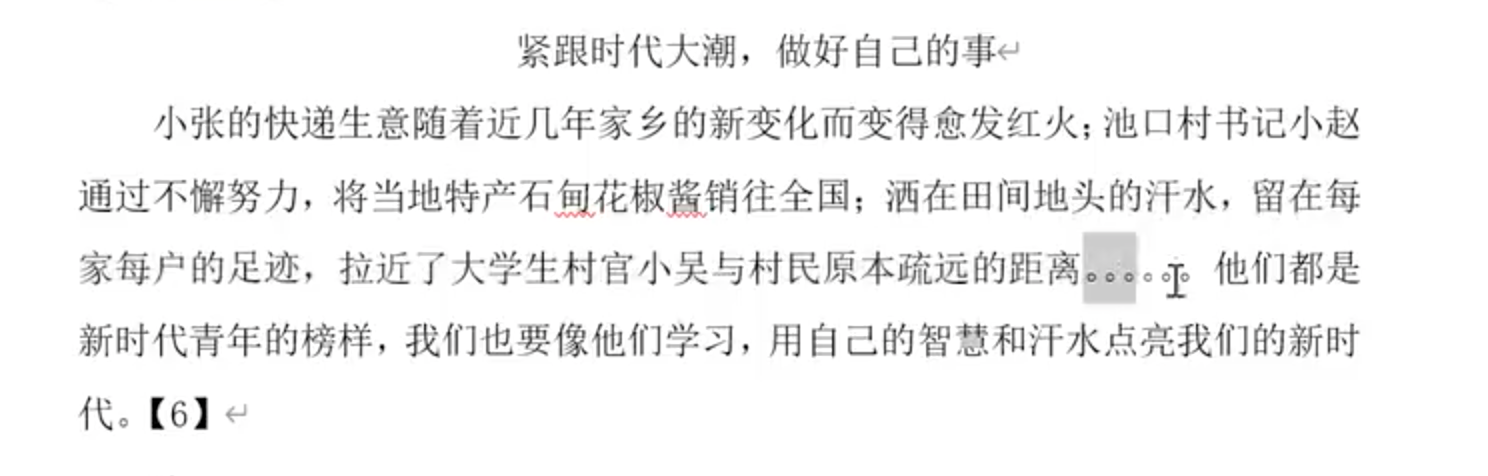 紧跟时代大潮，做好自己的事↵
小张的快递生意随着近几年家乡的新变化而变得愈发红火；池口村书记小赵
通过不懈努力，将当地特产石甸花椒酱销往全国；洒在田间地头的汗水，留在每
家每户的足迹，拉近了大学生村官小吴与村民原本疏远的距离。。。。。。他们都是
新时代青年的榜样，我们也要像他们学习，用自己的智慧和汗水点亮我们的新时
代。【6】↵